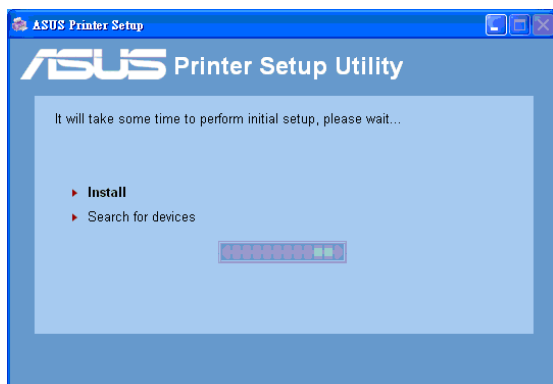 ASUS Printer Setup
ASUS Printer Setup Utility
It will take some time to perform initial setup, please wait...
Install
Search for devices